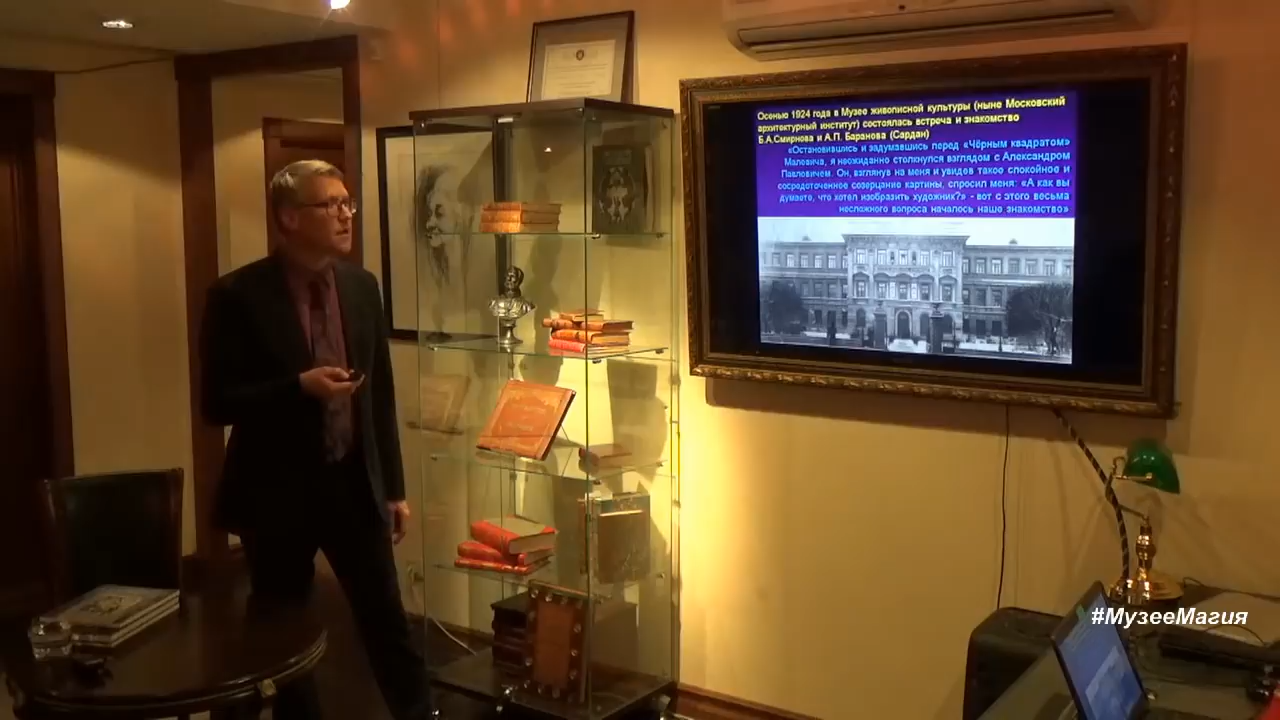 Осенью 1924 года в Музее живописной культуры (ныне Московский
архитектурный институт) состоялась встреча и знакомство
Б.А.Смирнова и А.П. Баранова (Сардан)
«Остановившись и задумавшись перед «Чёрным квадратом»
Малевича, я неожиданно столкнулся взглядом с Александром
Павловичем. Он, взглянув на меня и увидев такое спокойное и
сосредоточенное созерцание картины, спросил меня: «А как вы
думаете, что хотел изобразить художник?» - вот с этого весьма
несложного вопроса началось наше знакомство»
#МузееМагия